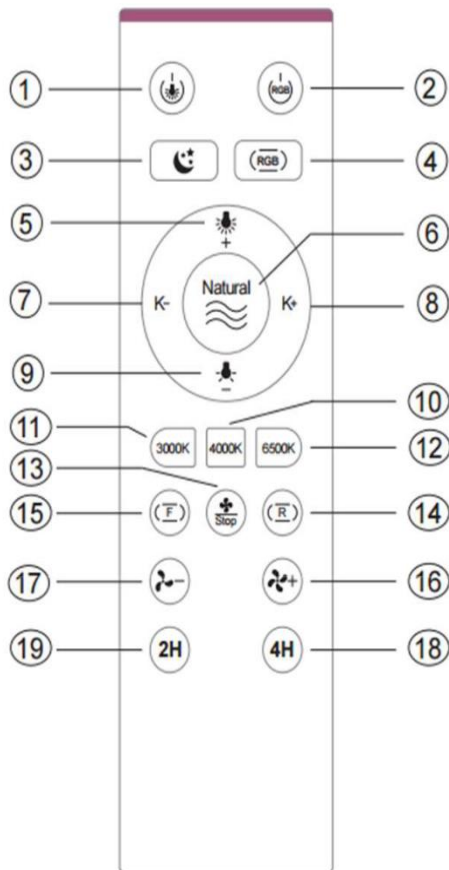 ① ②
RGB
③ ④
RGB
⑤ + ⑥
Natural
⑦ K- K+ ⑧
⑨ −
⑩
⑪ 3000K 4000K 6500K ⑫
⑬
⑮ F Stop R ⑭
⑰ − + ⑯
⑲ 2H 4H ⑱